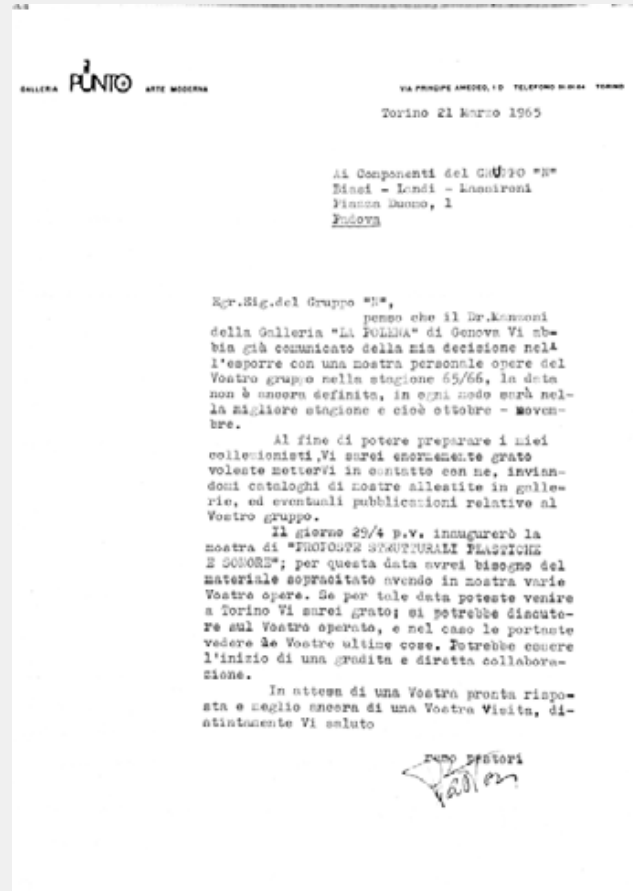 GALLERIA il PUNTO ARTE MODERNA
VIA PRINCIPE AMEDEO, 1 D TELEFONO TORINO
Torino 21 Marzo 1965
Ai Componenti del GRUPPO "N"
Biasi - Landi - Massironi
Piazza Duomo, 1
Padova
Egr.Sig.del Gruppo "N",
penso che il Dr.Manzoni
della Galleria "LA POLENA" di Genova Vi ab-
bia già comunicato della mia decisione nell
l'esporre con una mostra personale opere del
Vostro gruppo nella stagione 65/66, la data
non è ancora definita, in ogni modo sarà nel-
la migliore stagione e cioè ottobre - novem-
bre.
Al fine di potere preparare i miei
collezionisti,Vi sarei enormemente grato
voleste mettervi in contatto con me, invian-
domi cataloghi di mostre allestite in galle-
rie, ed eventuali pubblicazioni relative al
Vostro gruppo.
Il giorno 29/4 p.v. inaugurerò la
mostra di "PROPOSTE STRUTTURALI PLASTICHE
E SONORE"; per questa data avrei bisogno del
materiale sopracitato avendo in mostra varie
Vostre opere. Se per tale data poteste venire
a Torino Vi sarei grato; si potrebbe discute-
re sul Vostro operato, e nel caso le portaste
vedere le Vostre ultime cose. Potrebbe essere
l'inizio di una gradita e diretta collabora-
zione.
In attesa di una Vostra pronta rispo-
sta e meglio ancora di una Vostra Visita, di-
stintamente Vi saluto
remo pastori